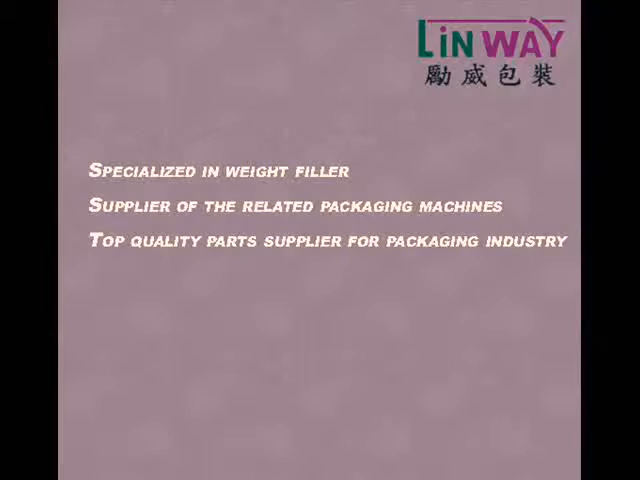 LiNWAY
勵威包裝
SPECIALIZED IN WEIGHT FILLER
SUPPLIER OF THE RELATED PACKAGING MACHINES
TOP QUALITY PARTS SUPPLIER FOR PACKAGING INDUSTRY